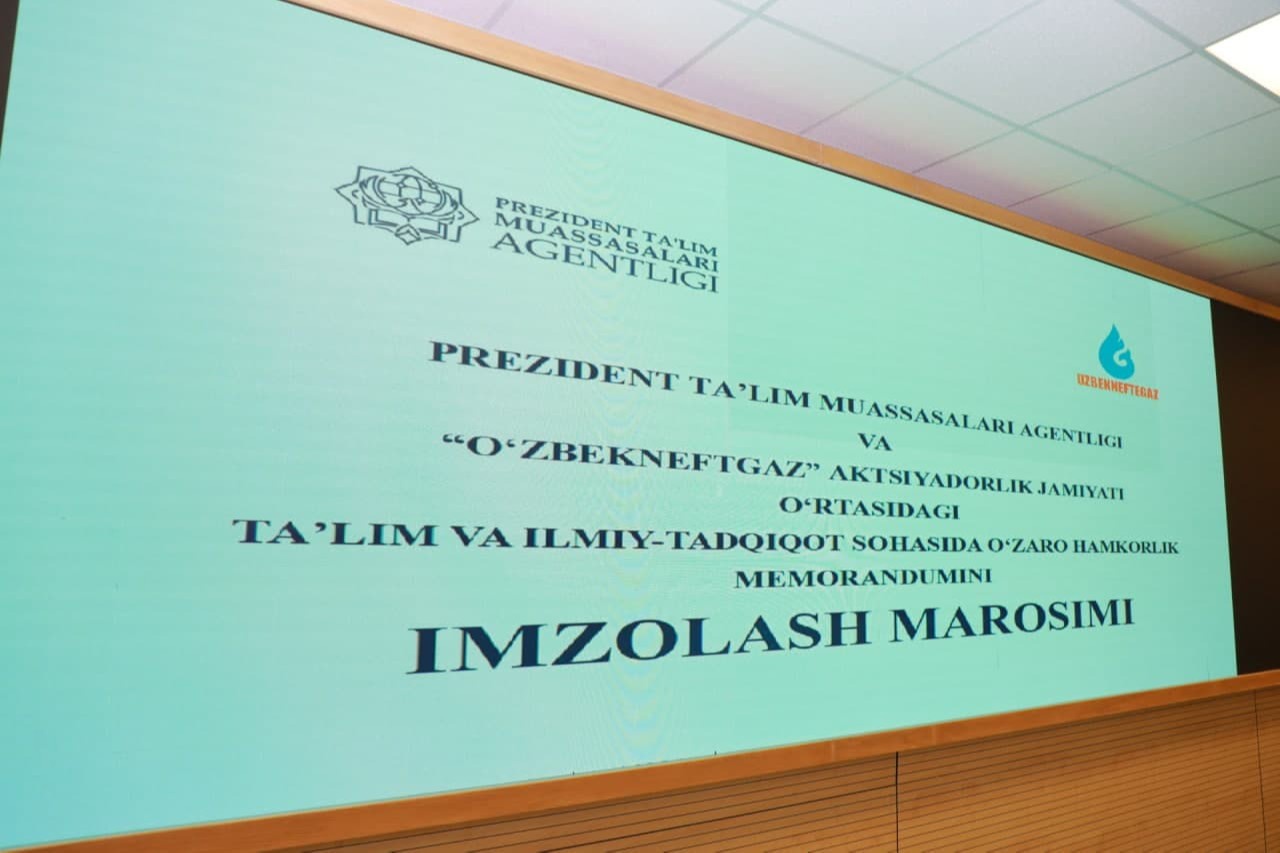 PREZIDENT TA'LIM
MUASSASALARI
AGENTLIGI
UZBEKNEFTEGAZ
PREZIDENT TA’LIM MUASSASALARI AGENTLIGI
VA
“O‘ZBEKNEFTGAZ” AKTSIYADORLIK JAMIYATI
O‘RTASIDAGI
TA’LIM VA ILMIY-TADQIQOT SOHASIDA O‘ZARO HAMKORLIK
MEMORANDUMINI
IMZOLASH MAROSIMI